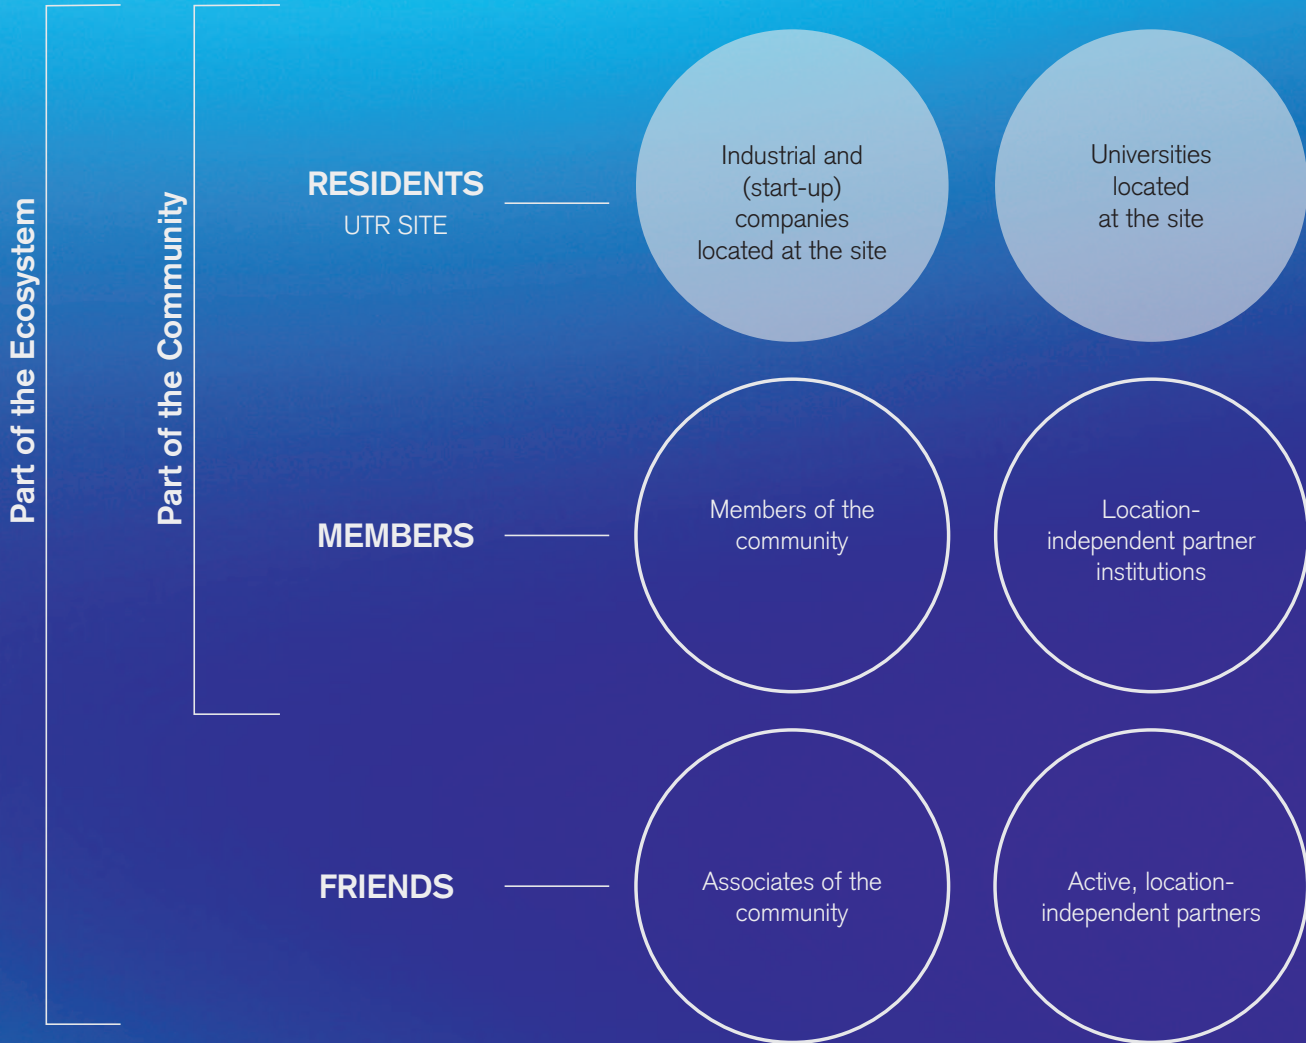 Part of the Ecosystem
Part of the Community
RESIDENTS
UTR SITE
Industrial and
(start-up)
companies
located at the site
Universities
located
at the site
MEMBERS
Members of the
community
Location-
independent partner
institutions
FRIENDS
Associates of the
community
Active, location-
independent partners